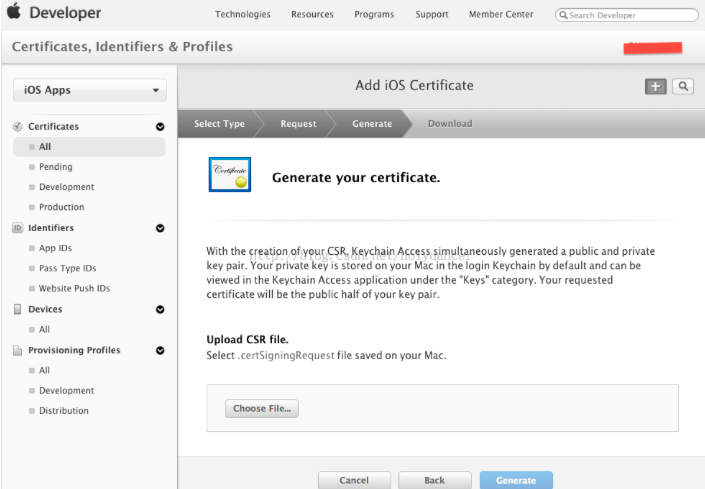 Developer
Technologies Resources Programs Support Member Center Search Developer
Certificates, Identifiers & Profiles
iOS Apps
Add iOS Certificate
Select Type Request Generate Download
Certificates
All
Pending
Development
Production
Identifiers
App IDs
Pass Type IDs
Website Push IDs
Devices
All
Provisioning Profiles
All
Development
Distribution
Certificate
Generate your certificate.
With the creation of your CSR, Keychain Access simultaneously generated a public and private
key pair. Your private key is stored on your Mac in the login Keychain by default and can be
viewed in the Keychain Access application under the "Keys" category. Your requested
certificate will be the public half of your key pair.
http://blog.csdn.net/holydancer
Upload CSR file.
Select .certSigningRequest file saved on your Mac.
Choose File...
Cancel Back Generate